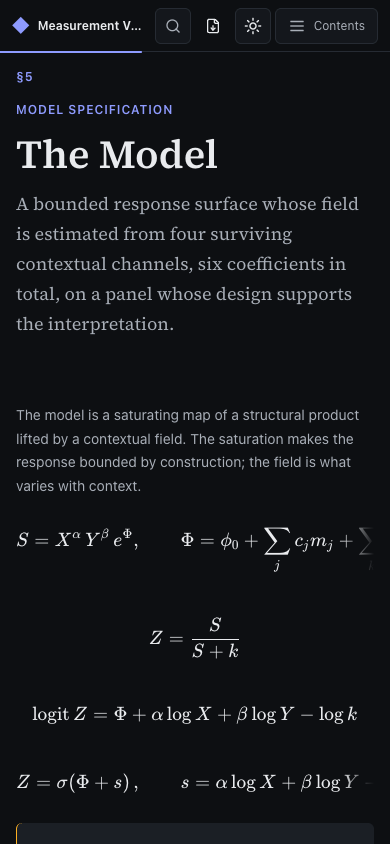 Measurement V...
Contents
§5
MODEL SPECIFICATION
The Model
A bounded response surface whose field
is estimated from four surviving
contextual channels, six coefficients in
total, on a panel whose design supports
the interpretation.
The model is a saturating map of a structural product
lifted by a contextual field. The saturation makes the
response bounded by construction; the field is what
varies with context.
S = X^α Y^β e^Φ, Φ = ϕ₀ + ∑_j c_j m_j + ∑
Z = S / (S + k)
logit Z = Φ + α log X + β log Y − log k
Z = σ(Φ + s), s = α log X + β log Y −